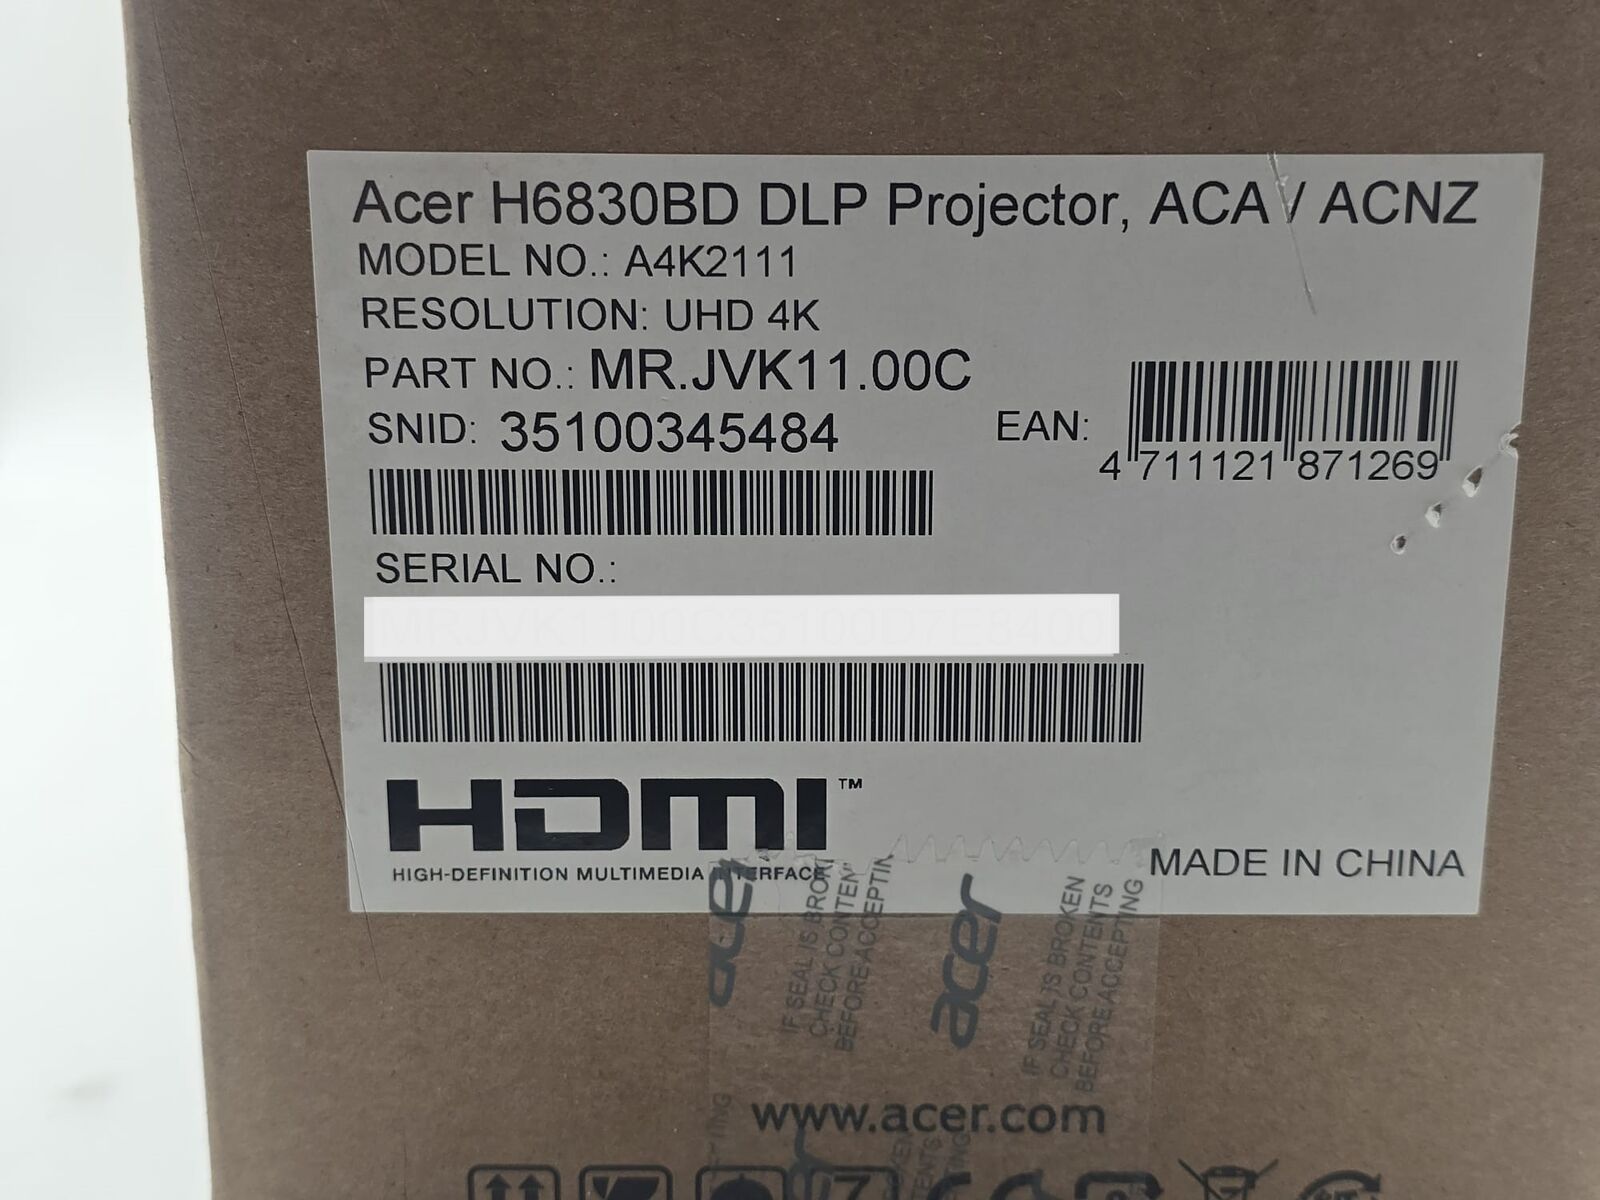 Acer H6830BD DLP Projector, ACA / ACNZ
MODEL NO.: A4K2111
RESOLUTION: UHD 4K
PART NO.: MR.JVK11.00C
SNID: 35100345484
EAN:
4 711121 871269
SERIAL NO.:
HDMI™
HIGH-DEFINITION MULTIMEDIA INTERFACE
MADE IN CHINA
acer
IF SEAL IS BROKEN
CHECK CONTENTS
BEFORE ACCEPTING
acer
IF SEAL IS BROKEN
CHECK CONTENTS
BEFORE ACCEPTING
www.acer.com